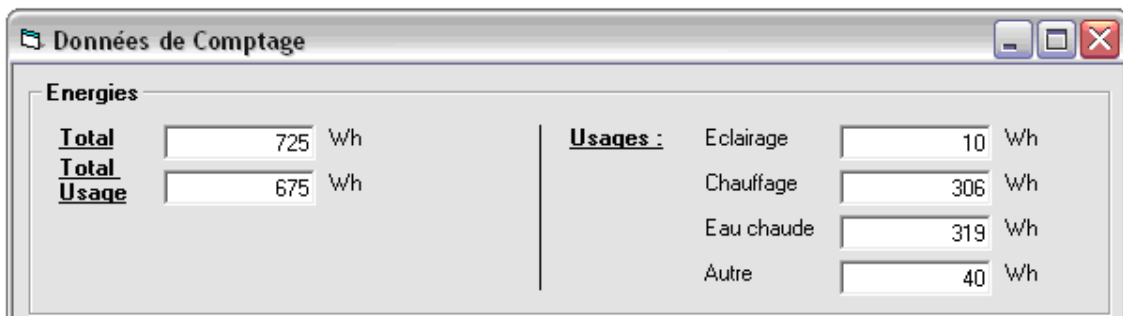 Données de Comptage
Energies
Total 725 Wh
Total
Usage 675 Wh
Usages :
Eclairage 10 Wh
Chauffage 306 Wh
Eau chaude 319 Wh
Autre 40 Wh